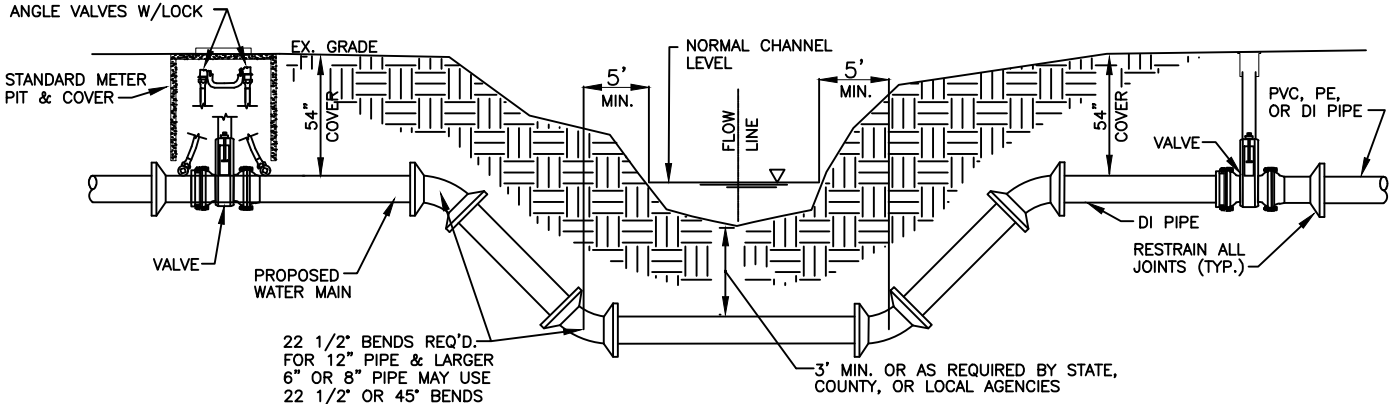 ANGLE VALVES W/LOCK
STANDARD METER
PIT & COVER
EX. GRADE
54"
COVER
5'
MIN.
NORMAL CHANNEL
LEVEL
FLOW
LINE
5'
MIN.
54"
COVER
PVC, PE,
OR DI PIPE
VALVE
VALVE
PROPOSED
WATER MAIN
DI PIPE
RESTRAIN ALL
JOINTS (TYP.)
22 1/2° BENDS REQ'D.
FOR 12" PIPE & LARGER
6" OR 8" PIPE MAY USE
22 1/2° OR 45° BENDS
3' MIN. OR AS REQUIRED BY STATE,
COUNTY, OR LOCAL AGENCIES